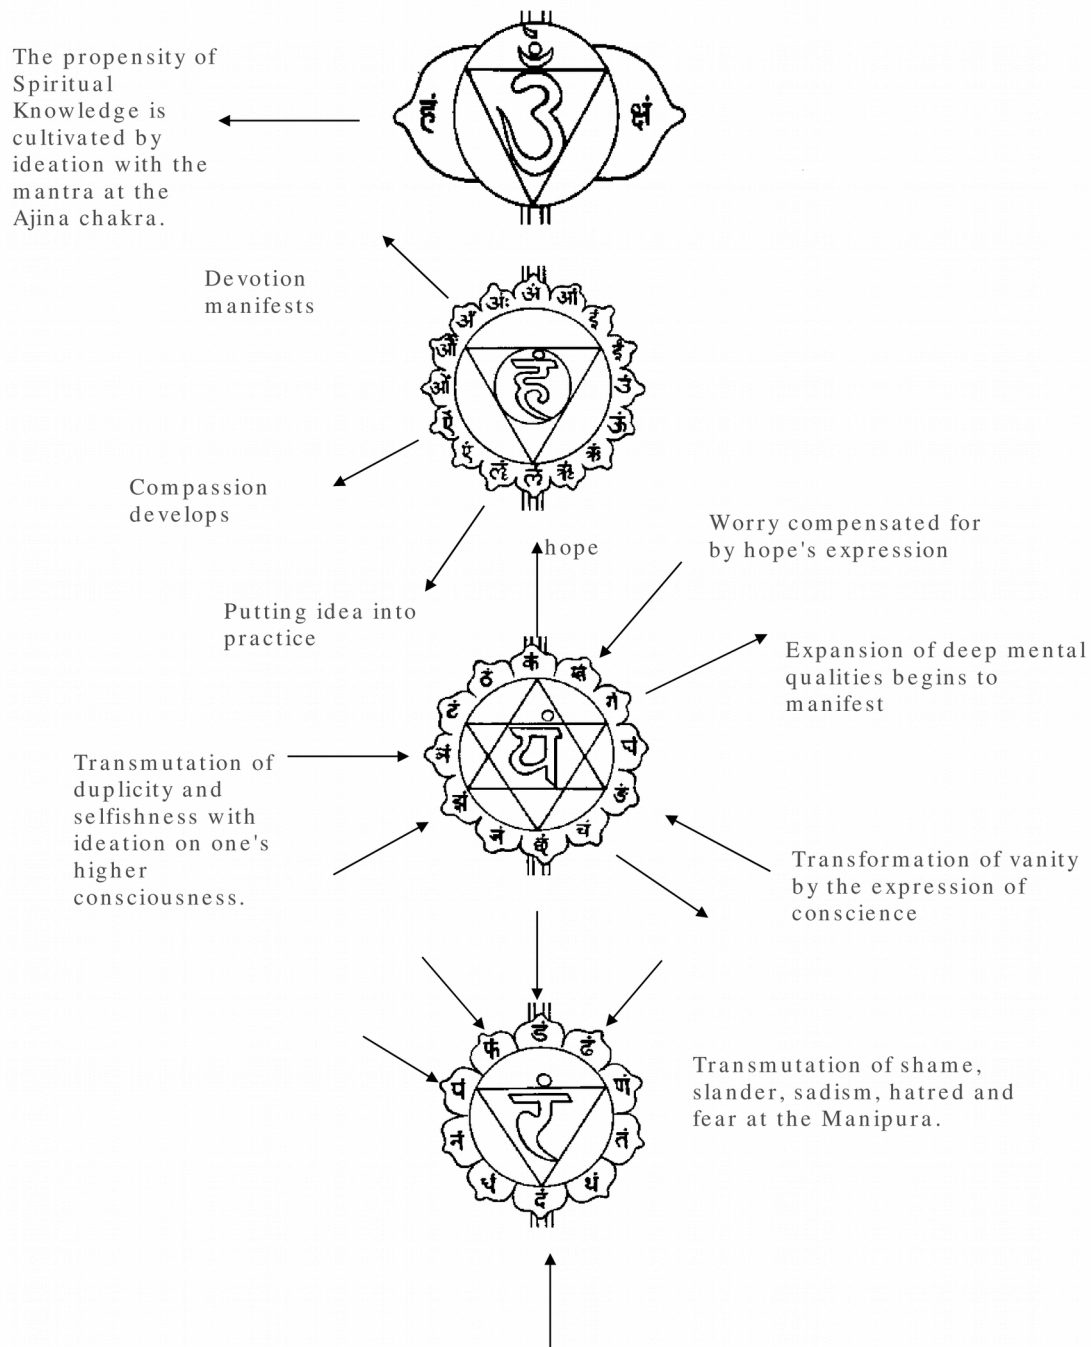 The propensity of
Spiritual
Knowledge is
cultivated by
ideation with the
mantra at the
Ajina chakra.
Devotion
manifests
अं
आं
इं
ईं
उं
ऊं
ऋं
ॠं
लं
एं
ऐं
ओं
औं
अं
अः
हं
Compassion
develops
Putting idea into
practice
hope
Worry compensated for
by hope's expression
Expansion of deep mental
qualities begins to
manifest
कं
खं
गं
घं
ङं
चं
छं
जं
झं
टं
ठं
यं
Transmutation of
duplicity and
selfishness with
ideation on one's
higher
consciousness.
Transformation of vanity
by the expression of
conscience
डं
ढं
णं
तं
थं
दं
धं
नं
पं
फं
रं
Transmutation of shame,
slander, sadism, hatred and
fear at the Manipura.